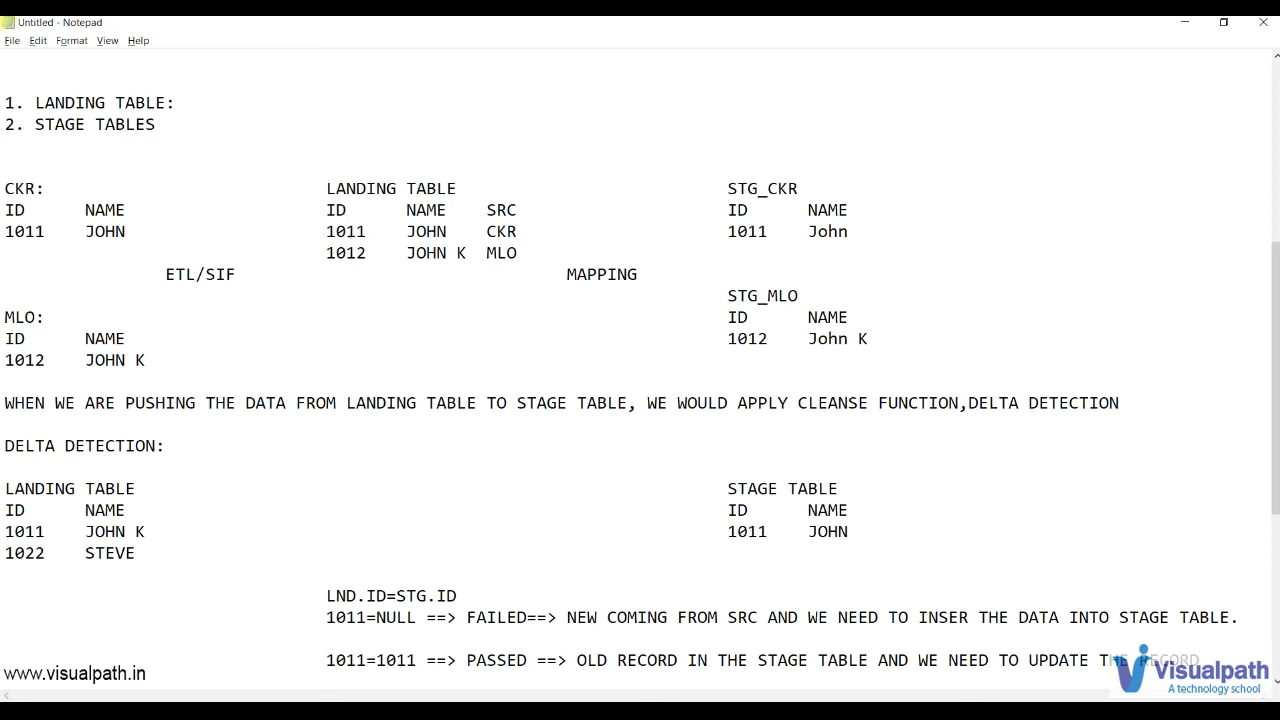 Untitled - Notepad
File Edit Format View Help
1. LANDING TABLE:
2. STAGE TABLES
CKR: LANDING TABLE STG_CKR
ID NAME ID NAME SRC ID NAME
1011 JOHN 1011 JOHN CKR 1011 John
1012 JOHN K MLO
ETL/SIF MAPPING
STG_MLO
MLO: ID NAME
ID NAME 1012 John K
1012 JOHN K
WHEN WE ARE PUSHING THE DATA FROM LANDING TABLE TO STAGE TABLE, WE WOULD APPLY CLEANSE FUNCTION,DELTA DETECTION
DELTA DETECTION:
LANDING TABLE STAGE TABLE
ID NAME ID NAME
1011 JOHN K 1011 JOHN
1022 STEVE
LND.ID=STG.ID
1011=NULL ==> FAILED==> NEW COMING FROM SRC AND WE NEED TO INSER THE DATA INTO STAGE TABLE.
1011=1011 ==> PASSED ==> OLD RECORD IN THE STAGE TABLE AND WE NEED TO UPDATE THE RECORD
www.visualpath.in
Visualpath
A technology school